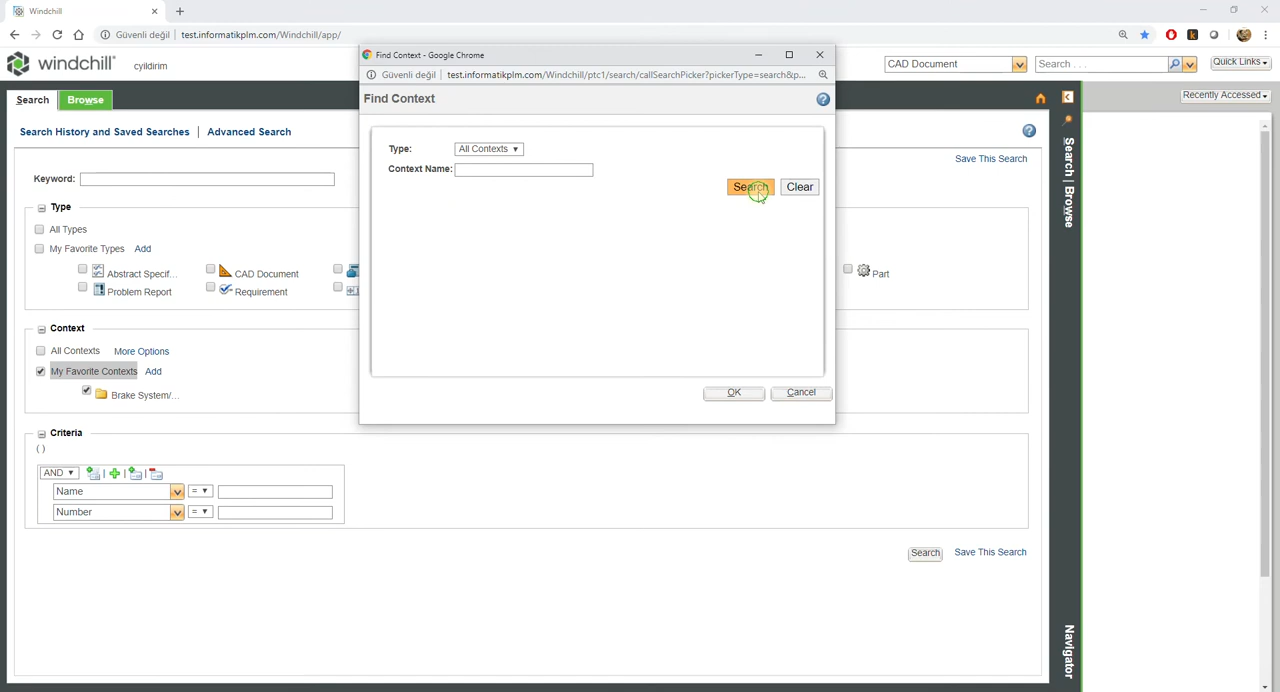 Windchill
Güvenli değil | test.informatikplm.com/Windchill/app/
windchill
cyildirim
CAD Document
Search . . .
Quick Links
Search
Browse
Recently Accessed
Search History and Saved Searches | Advanced Search
Save This Search
Keyword:
Type
All Types
My Favorite Types Add
Abstract Specif...
CAD Document
Part
Problem Report
Requirement
Context
All Contexts More Options
My Favorite Contexts Add
Brake System/...
Criteria
( )
AND
Name =
Number =
Search Save This Search
Find Context - Google Chrome
Güvenli değil | test.informatikplm.com/Windchill/ptc1/search/callSearchPicker?pickerType=search&p...
Find Context
Type: All Contexts
Context Name:
Search Clear
OK Cancel
Search | Browse
Navigator